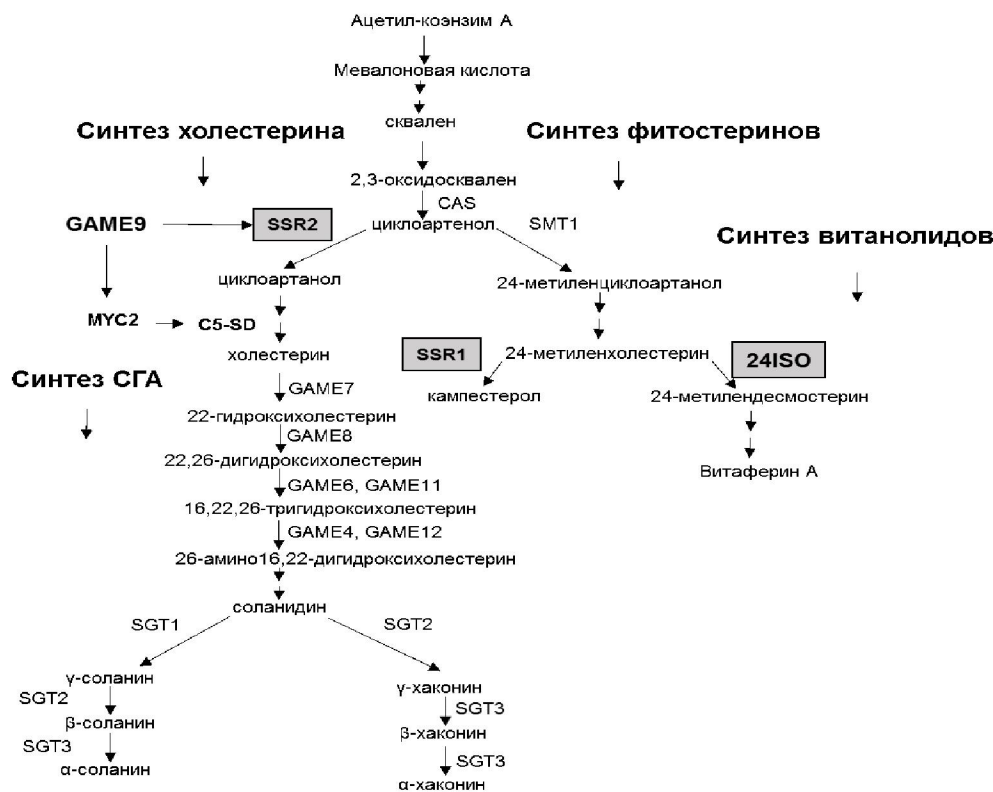 Ацетил-коэнзим А
Мевалоновая кислота
сквален
Синтез холестерина
Синтез фитостеринов
2,3-оксидосквален
CAS
GAME9
SSR2
циклоартенол
SMT1
Синтез витанолидов
циклоартанол
24-метиленциклоартанол
MYC2
C5-SD
холестерин
SSR1
24-метиленхолестерин
24ISO
Синтез СГА
GAME7
кампестерол
24-метилендесмостерин
22-гидроксихолестерин
GAME8
22,26-дигидроксихолестерин
Витаферин А
GAME6, GAME11
16,22,26-тригидроксихолестерин
GAME4, GAME12
26-амино16,22-дигидроксихолестерин
соланидин
SGT1
SGT2
γ-соланин
γ-хаконин
SGT2
SGT3
β-соланин
β-хаконин
SGT3
SGT3
α-соланин
α-хаконин